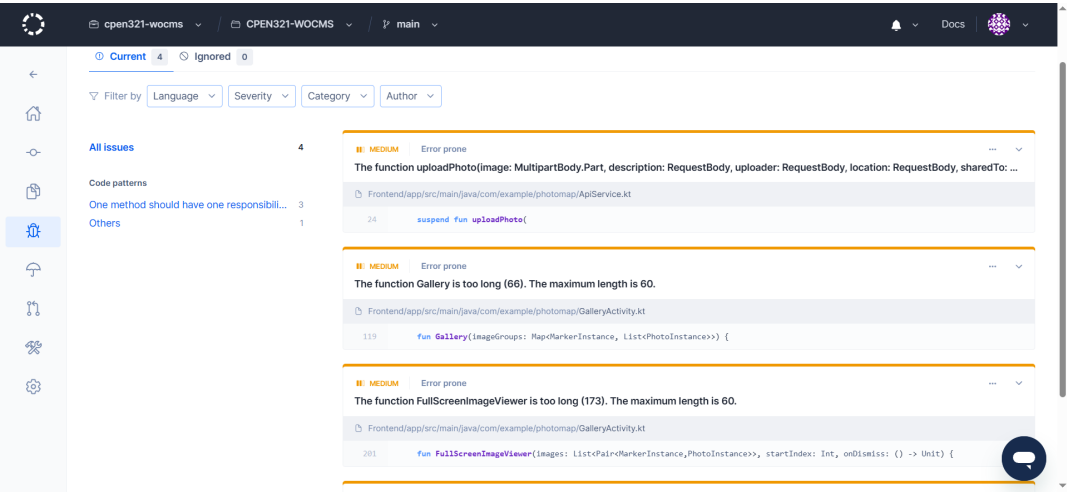 cpen321-wocms / CPEN321-WOCMS / main Docs
Current 4 Ignored 0
Filter by Language Severity Category Author
All issues 4
Code patterns
One method should have one responsibili... 3
Others 1
MEDIUM Error prone ...
The function uploadPhoto(image: MultipartBody.Part, description: RequestBody, uploader: RequestBody, location: RequestBody, sharedTo: ...
Frontend/app/src/main/java/com/example/photomap/ApiService.kt
24 suspend fun uploadPhoto(
MEDIUM Error prone ...
The function Gallery is too long (66). The maximum length is 60.
Frontend/app/src/main/java/com/example/photomap/GalleryActivity.kt
119 fun Gallery(imageGroups: Map<MarkerInstance, List<PhotoInstance>>) {
MEDIUM Error prone ...
The function FullScreenImageViewer is too long (173). The maximum length is 60.
Frontend/app/src/main/java/com/example/photomap/GalleryActivity.kt
201 fun FullScreenImageViewer(images: List<Pair<MarkerInstance,PhotoInstance>>, startIndex: Int, onDismiss: () -> Unit) {